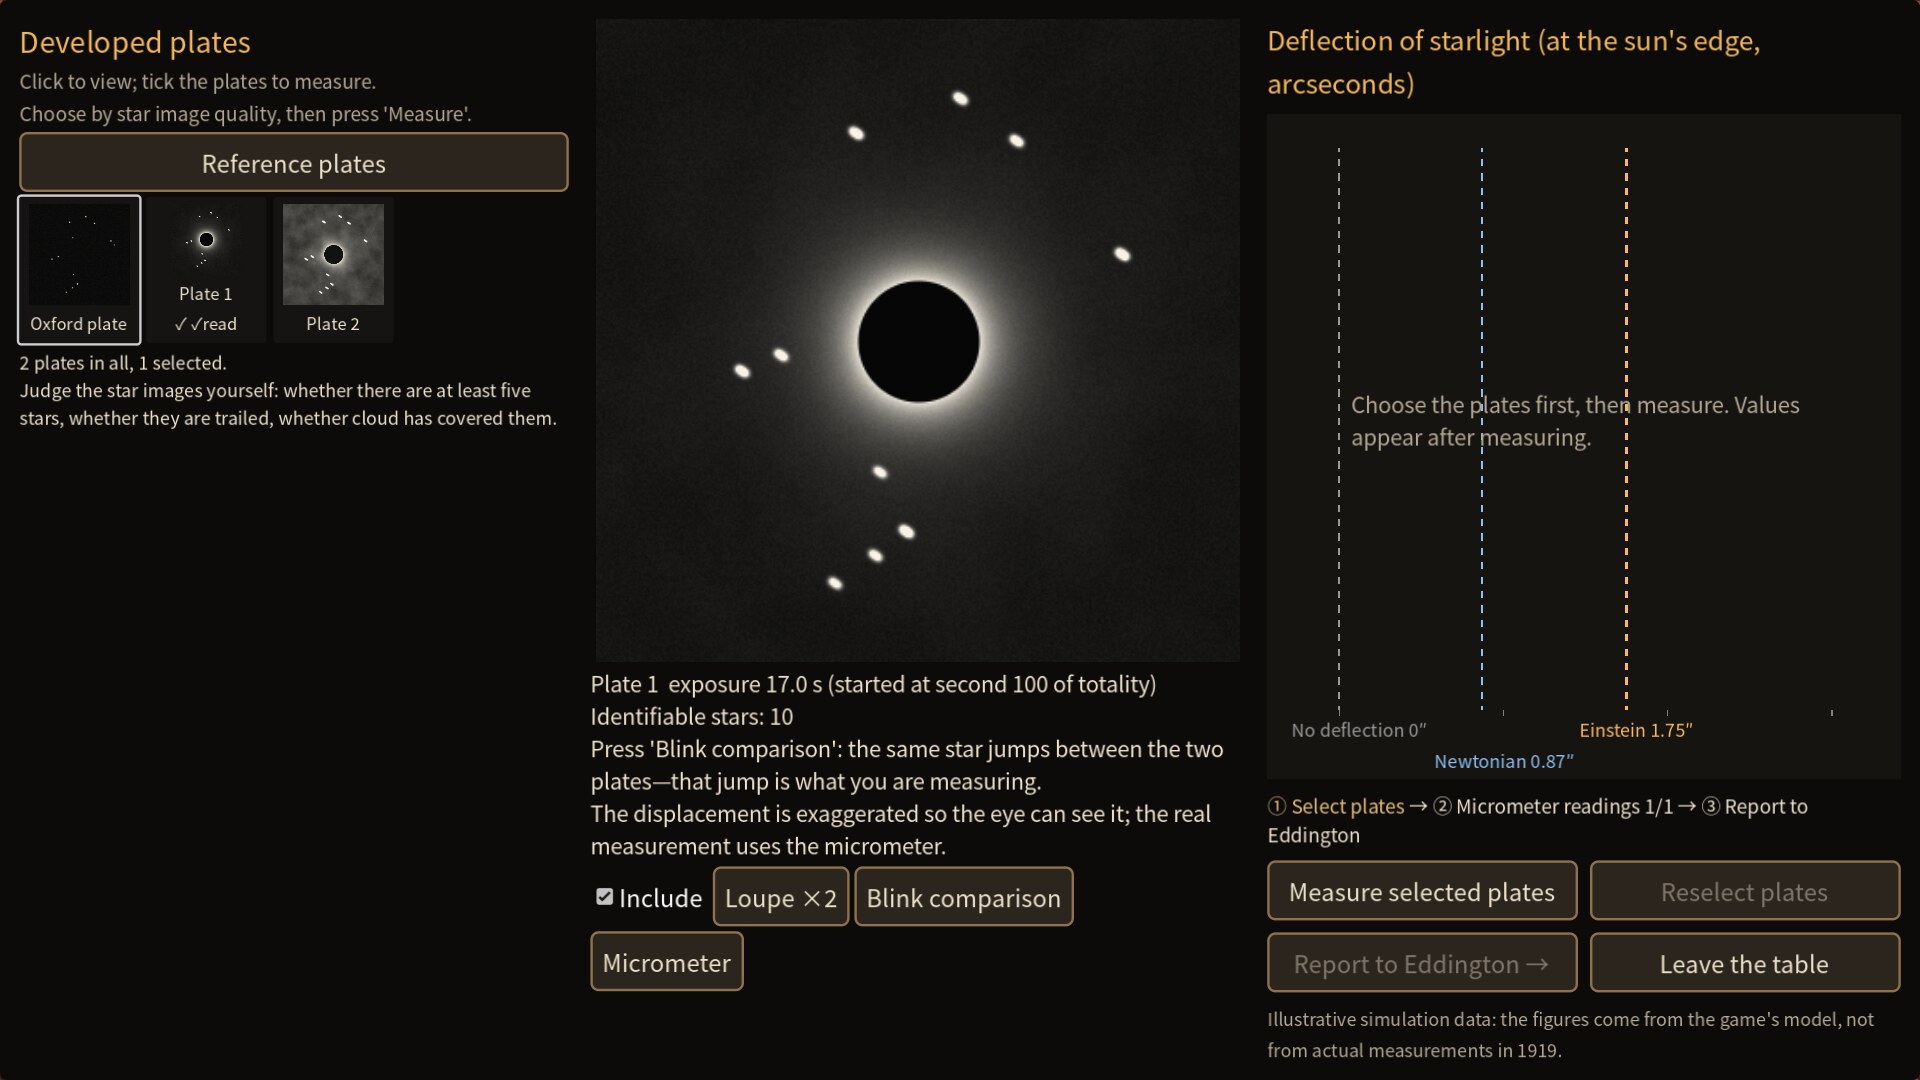 Developed plates
Click to view; tick the plates to measure.
Choose by star image quality, then press 'Measure'.
Reference plates
Oxford plate
Plate 1
✓ ✓read
Plate 2
2 plates in all, 1 selected.
Judge the star images yourself: whether there are at least five
stars, whether they are trailed, whether cloud has covered them.
Plate 1  exposure 17.0 s (started at second 100 of totality)
Identifiable stars: 10
Press 'Blink comparison': the same star jumps between the two
plates—that jump is what you are measuring.
The displacement is exaggerated so the eye can see it; the real
measurement uses the micrometer.
Include
Loupe ×2
Blink comparison
Micrometer
Deflection of starlight (at the sun's edge,
arcseconds)
Choose the plates first, then measure. Values
appear after measuring.
No deflection 0″
Einstein 1.75″
Newtonian 0.87″
① Select plates → ② Micrometer readings 1/1 → ③ Report to
Eddington
Measure selected plates
Reselect plates
Report to Eddington →
Leave the table
Illustrative simulation data: the figures come from the game's model, not
from actual measurements in 1919.